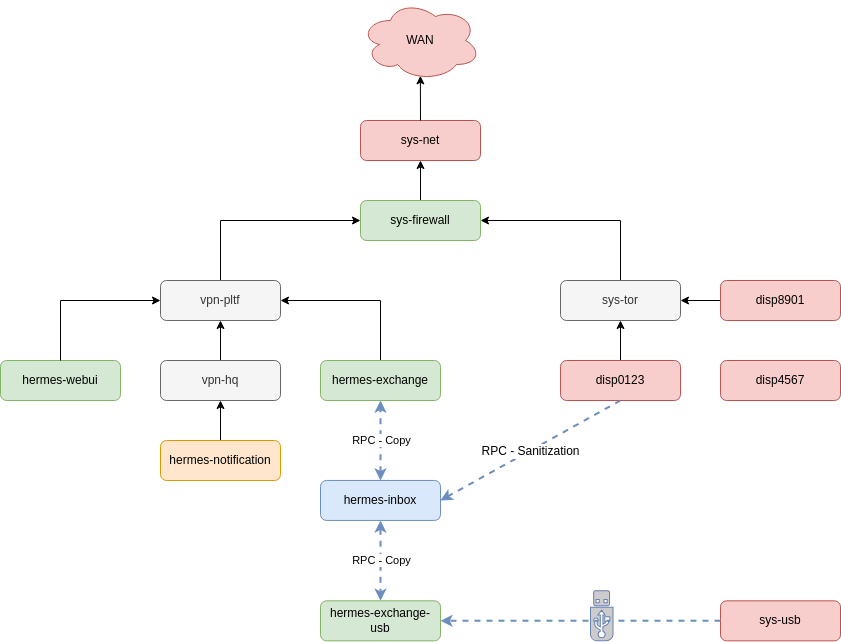 WAN
sys-net
sys-firewall
vpn-pltf
sys-tor
disp8901
hermes-webui
vpn-hq
hermes-exchange
disp0123
disp4567
RPC - Copy
RPC - Sanitization
hermes-notification
hermes-inbox
RPC - Copy
hermes-exchange-
usb
sys-usb